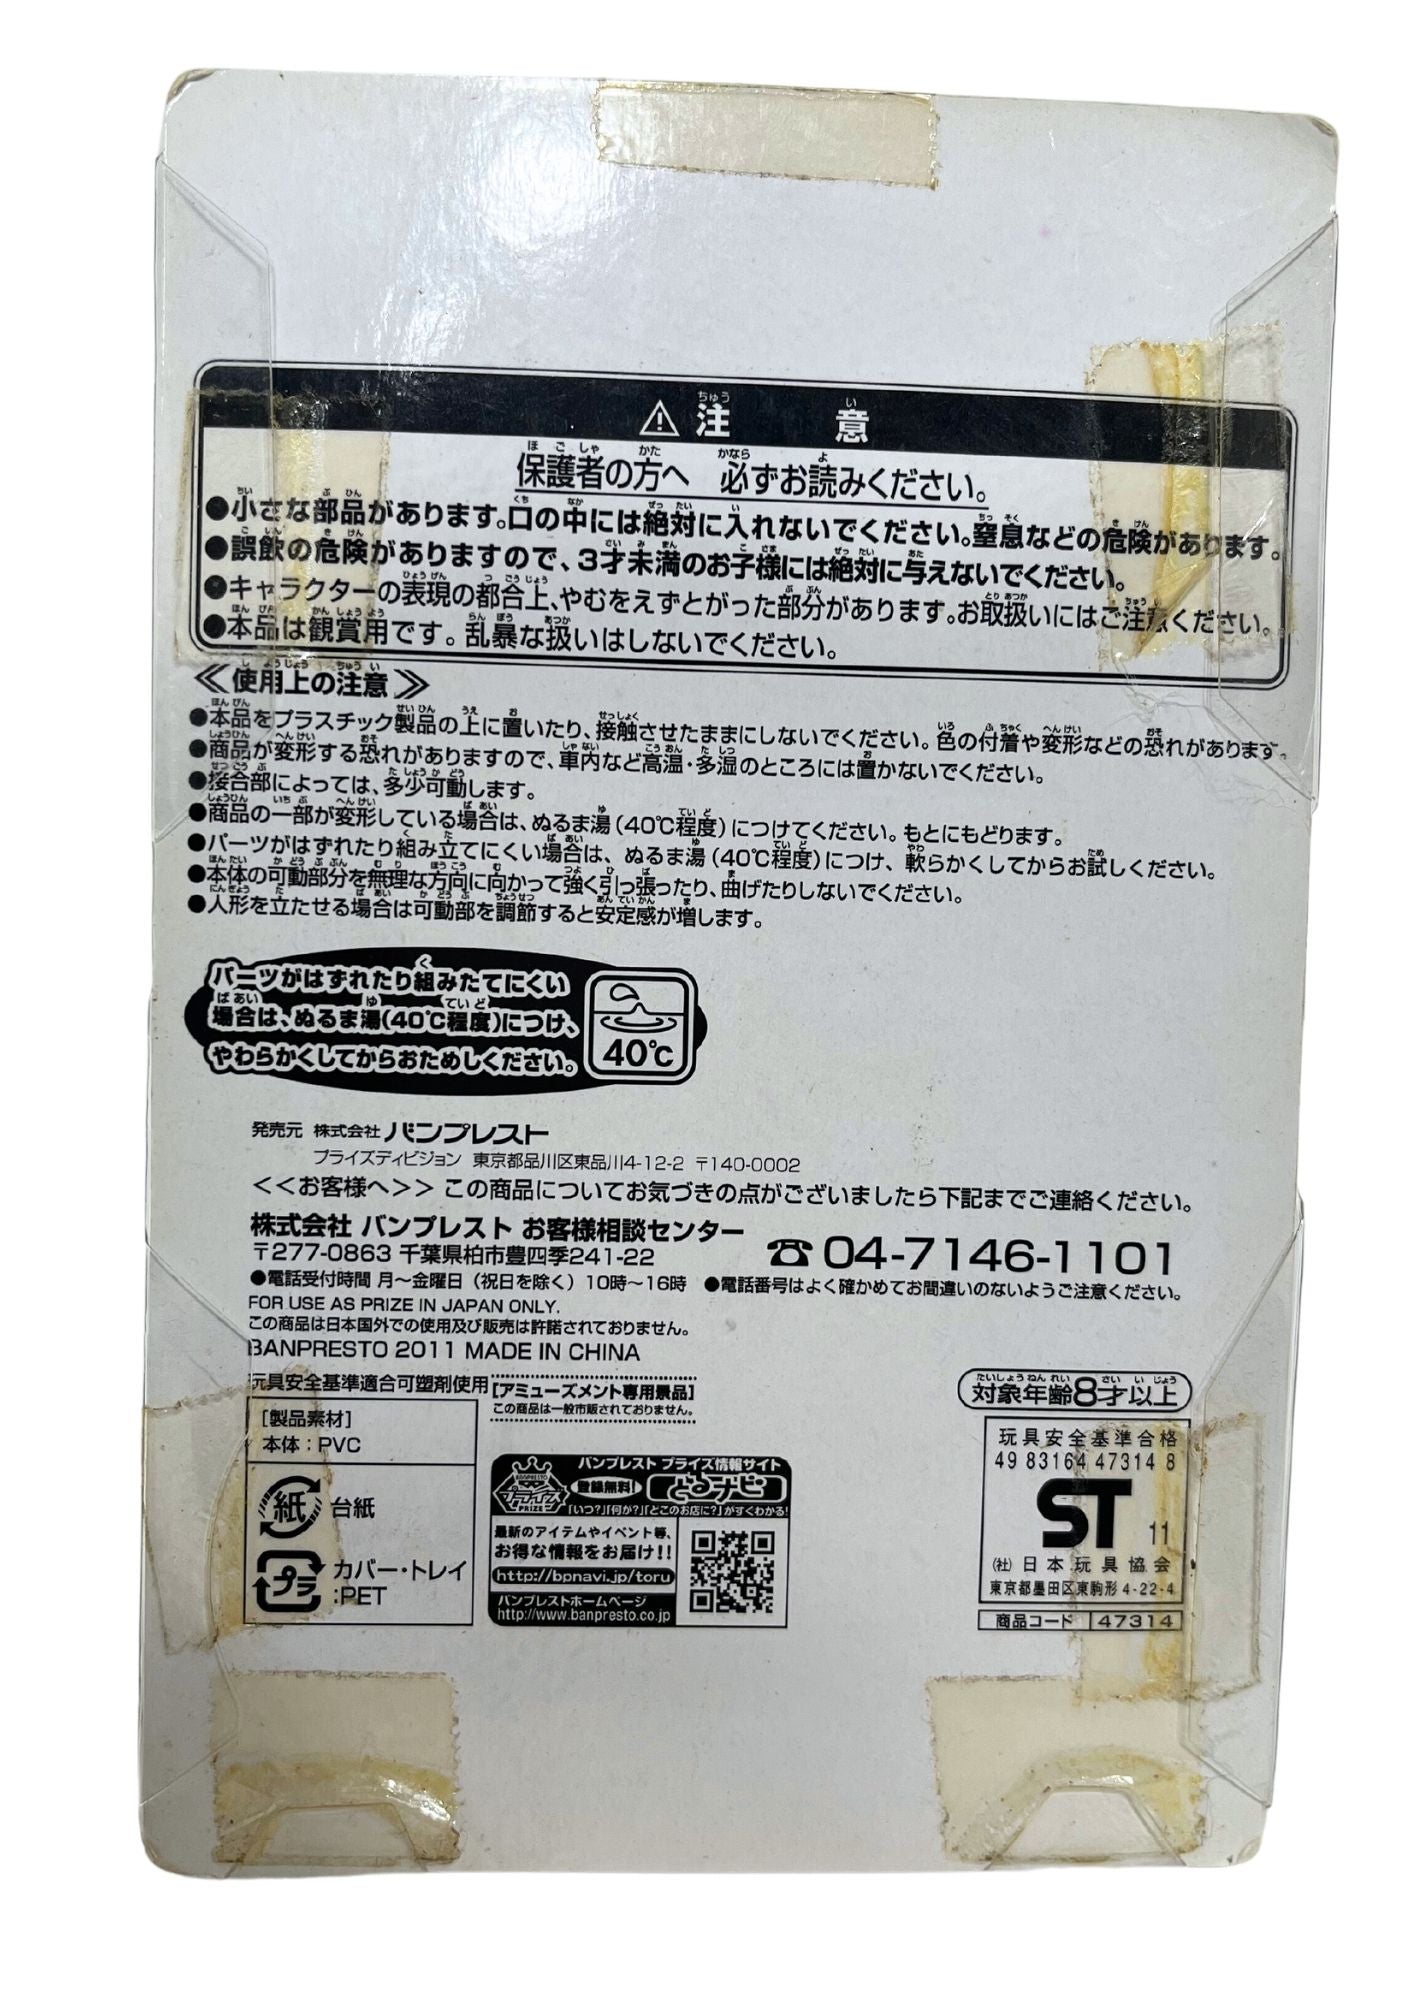 ⚠ 注 意
保護者の方へ 必ずお読みください。
●小さな部品があります。口の中には絶対に入れないでください。窒息などの危険があります。
●誤飲の危険がありますので、3才未満のお子様には絶対に与えないでください。
●キャラクターの表現の都合上、やむをえずとがった部分があります。お取扱いにはご注意ください。
●本品は観賞用です。乱暴な扱いはしないでください。
≪使用上の注意≫
●本品をプラスチック製品の上に置いたり、接触させたままにしないでください。色の付着や変形などの恐れがあります。
●商品が変形する恐れがありますので、車内など高温・多湿のところには置かないでください。
●接合部によっては、多少可動します。
●商品の一部が変形している場合は、ぬるま湯(40℃程度)につけてください。もとにもどります。
●パーツがはずれたり組み立てにくい場合は、ぬるま湯(40℃程度)につけ、軟らかくしてからお試しください。
●本体の可動部分を無理な方向に向かって強く引っ張ったり、曲げたりしないでください。
●人形を立たせる場合は可動部を調節すると安定感が増します。
パーツがはずれたり組みたてにくい
場合は、ぬるま湯(40℃程度)につけ、
やわらかくしてからおためしください。
40℃
発売元 株式会社 バンプレスト
プライズディビジョン 東京都品川区東品川4-12-2 〒140-0002
<<お客様へ>> この商品についてお気づきの点がございましたら下記までご連絡ください。
株式会社 バンプレスト お客様相談センター
〒277-0863 千葉県柏市豊四季241-22 ☎04-7146-1101
●電話受付時間 月~金曜日(祝日を除く)10時~16時 ●電話番号はよく確かめてお間違いのないようご注意ください。
FOR USE AS PRIZE IN JAPAN ONLY.
この商品は日本国外での使用及び販売は許諾されておりません。
BANPRESTO 2011 MADE IN CHINA
玩具安全基準適合可塑剤使用
[製品素材]
本体:PVC
紙 台紙
プラ カバー・トレイ
:PET
[アミューズメント専用景品]
この商品は一般市販されておりません。
BANPRESTO
プライズ
PRIZE
バンプレスト プライズ情報サイト
登録無料! とるナビ
「いつ?」「何が?」「どこのお店に?」がすぐわかる!
最新のアイテムやイベント等、
お得な情報をお届け!!
http://bpnavi.jp/toru
バンプレストホームページ
http://www.banpresto.co.jp
対象年齢8才以上
玩具安全基準合格
49 83164 47314 8
ST 11
(社)日本玩具協会
東京都墨田区東駒形4-22-4
商品コード 47314